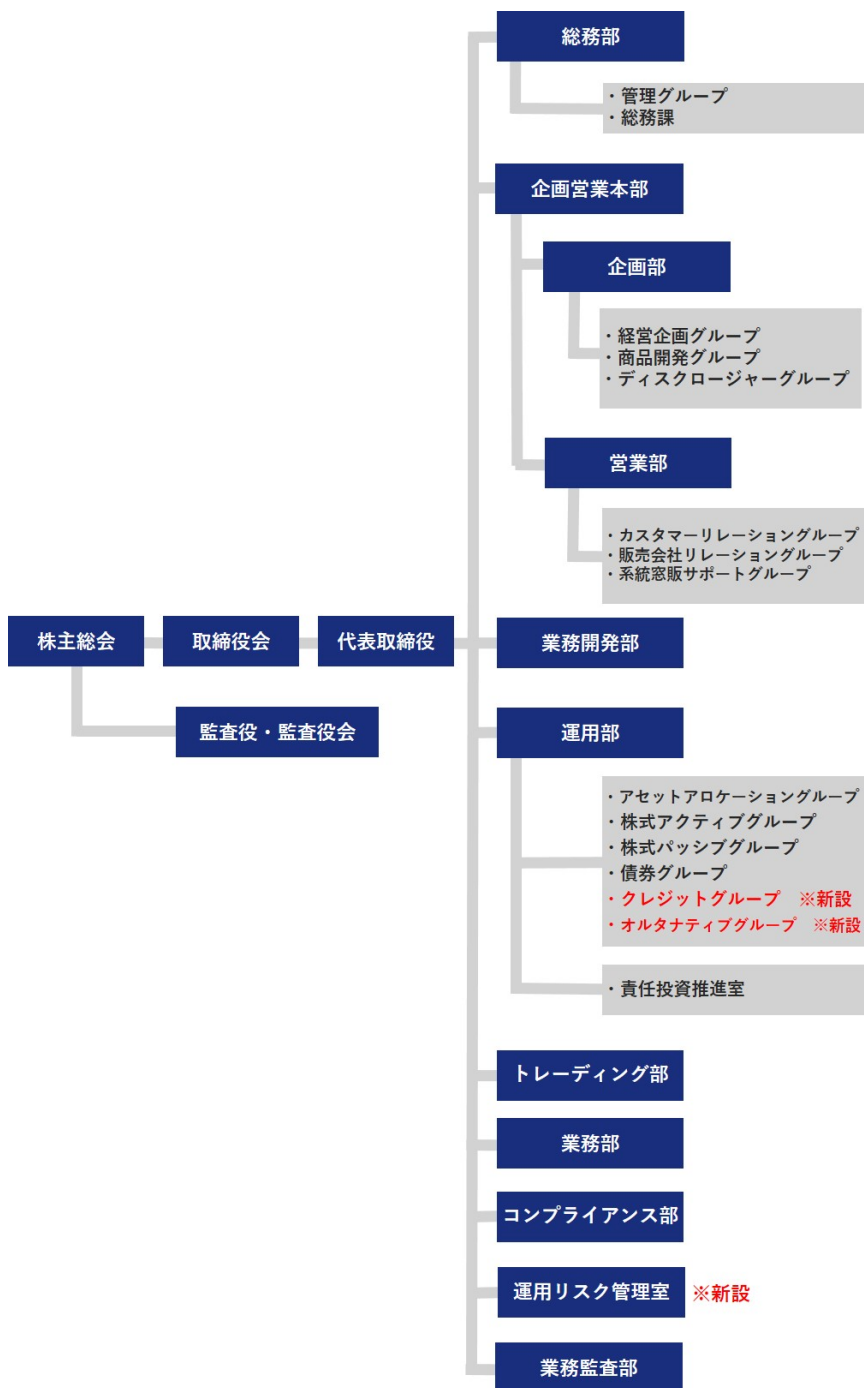 総務部
・管理グループ
・総務課
企画営業本部
企画部
・経営企画グループ
・商品開発グループ
・ディスクロージャーグループ
営業部
・カスタマーリレーショングループ
・販売会社リレーショングループ
・系統窓販サポートグループ
株主総会
取締役会
代表取締役
業務開発部
監査役・監査役会
運用部
・アセットアロケーショングループ
・株式アクティブグループ
・株式パッシブグループ
・債券グループ
・クレジットグループ　※新設
・オルタナティブグループ　※新設
・責任投資推進室
トレーディング部
業務部
コンプライアンス部
運用リスク管理室 ※新設
業務監査部